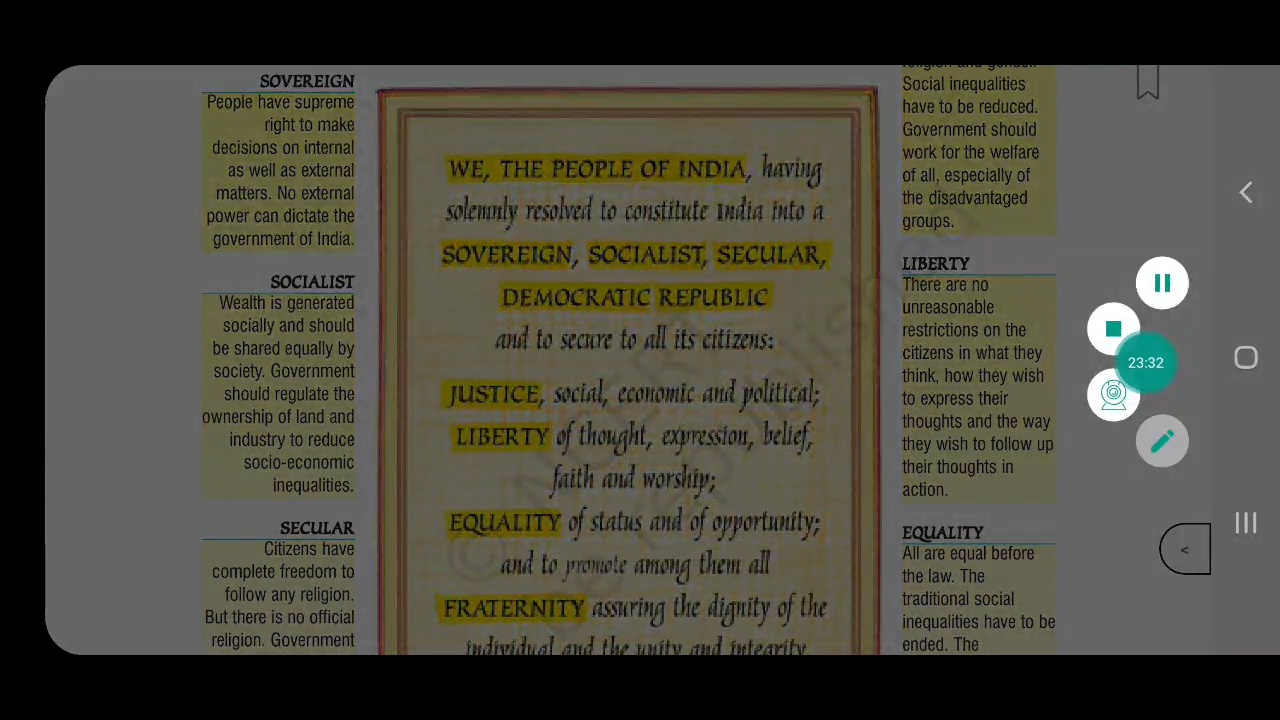 SOVEREIGN
People have supreme
right to make
decisions on internal
as well as external
matters. No external
power can dictate the
government of India.
SOCIALIST
Wealth is generated
socially and should
be shared equally by
society. Government
should regulate the
ownership of land and
industry to reduce
socio-economic
inequalities.
SECULAR
Citizens have
complete freedom to
follow any religion.
But there is no official
religion. Government
WE, THE PEOPLE OF INDIA, having
solemnly resolved to constitute India into a
SOVEREIGN, SOCIALIST, SECULAR,
DEMOCRATIC REPUBLIC
and to secure to all its citizens:
JUSTICE, social, economic and political;
LIBERTY of thought, expression, belief,
faith and worship;
EQUALITY of status and of opportunity;
and to promote among them all
FRATERNITY assuring the dignity of the
individual and the unity and integrity
religion and gender.
Social inequalities
have to be reduced.
Government should
work for the welfare
of all, especially of
the disadvantaged
groups.
LIBERTY
There are no
unreasonable
restrictions on the
citizens in what they
think, how they wish
to express their
thoughts and the way
they wish to follow up
their thoughts in
action.
EQUALITY
All are equal before
the law. The
traditional social
inequalities have to be
ended. The
23:32
<